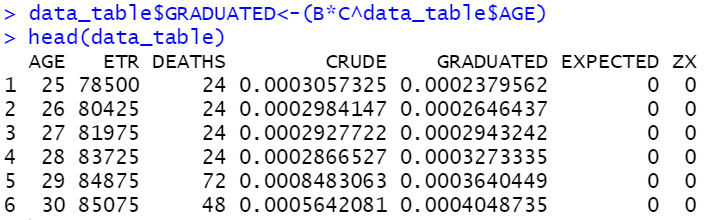 > data_table$GRADUATED<-(B*C^data_table$AGE)
> head(data_table)
  AGE   ETR DEATHS        CRUDE    GRADUATED EXPECTED ZX
1  25 78500     24 0.0003057325 0.0002379562        0  0
2  26 80425     24 0.0002984147 0.0002646437        0  0
3  27 81975     24 0.0002927722 0.0002943242        0  0
4  28 83725     24 0.0002866527 0.0003273335        0  0
5  29 84875     72 0.0008483063 0.0003640449        0  0
6  30 85075     48 0.0005642081 0.0004048735        0  0